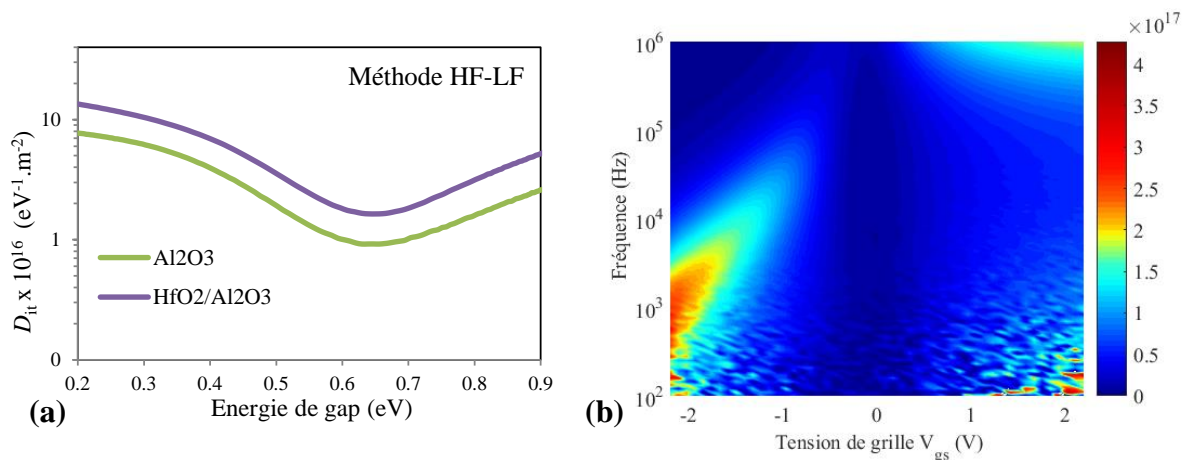 Méthode HF-LF
D_it x 10^16 (eV^-1.m^-2)
10
1
0
Al2O3
HfO2/Al2O3
0.2 0.3 0.4 0.5 0.6 0.7 0.8 0.9
Energie de gap (eV)
(a)
×10^17
Fréquence (Hz)
10^6
10^5
10^4
10^3
10^2
-2 -1 0 1 2
Tension de grille V_gs (V)
4
3.5
3
2.5
2
1.5
1
0.5
0
(b)